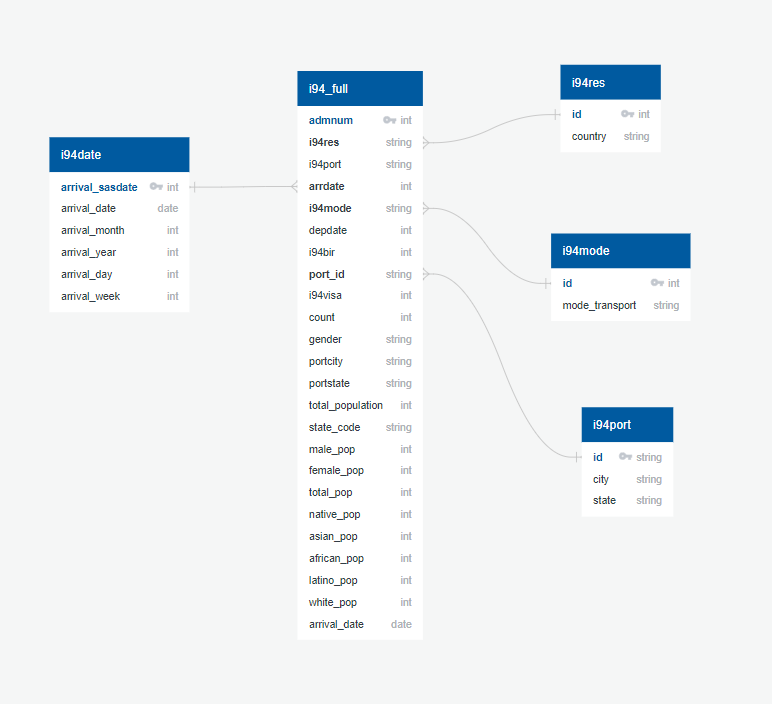 i94date
arrival_sasdate int
arrival_date date
arrival_month int
arrival_year int
arrival_day int
arrival_week int
i94_full
admnum int
i94res string
i94port string
arrdate int
i94mode string
depdate int
i94bir int
port_id string
i94visa int
count int
gender string
portcity string
portstate string
total_population int
state_code string
male_pop int
female_pop int
total_pop int
native_pop int
asian_pop int
african_pop int
latino_pop int
white_pop int
arrival_date date
i94res
id int
country string
i94mode
id int
mode_transport string
i94port
id string
city string
state string